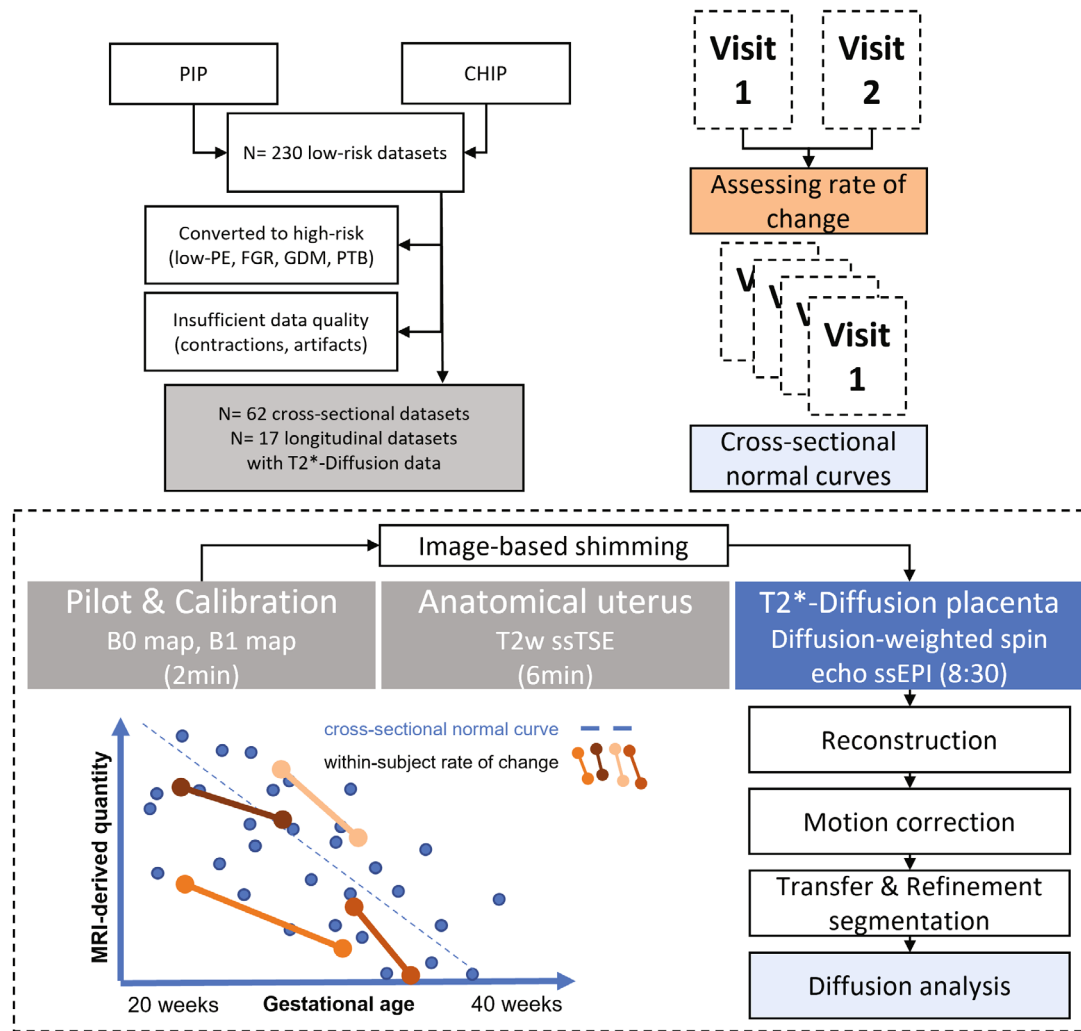 PIP
CHIP
N= 230 low-risk datasets
Converted to high-risk
(low-PE, FGR, GDM, PTB)
Insufficient data quality
(contractions, artifacts)
N= 62 cross-sectional datasets
N= 17 longitudinal datasets
with T2*-Diffusion data
Visit
1
Visit
2
Assessing rate of
change
V
V
V
Visit
1
Cross-sectional
normal curves
Image-based shimming
Pilot & Calibration
B0 map, B1 map
(2min)
Anatomical uterus
T2w ssTSE
(6min)
T2*-Diffusion placenta
Diffusion-weighted spin
echo ssEPI (8:30)
Reconstruction
Motion correction
Transfer & Refinement
segmentation
Diffusion analysis
cross-sectional normal curve
within-subject rate of change
MRI-derived quantity
20 weeks
Gestational age
40 weeks